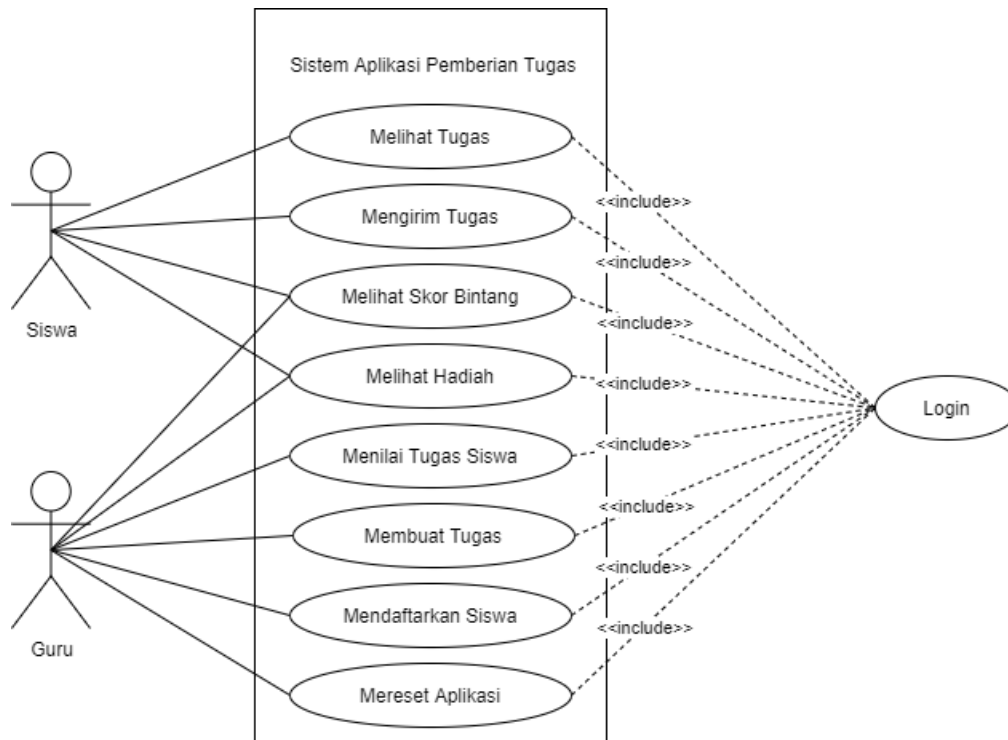 Sistem Aplikasi Pemberian Tugas
Melihat Tugas
Mengirim Tugas
Melihat Skor Bintang
Melihat Hadiah
Menilai Tugas Siswa
Membuat Tugas
Mendaftarkan Siswa
Mereset Aplikasi
Siswa
Guru
<<include>>
<<include>>
<<include>>
<<include>>
<<include>>
<<include>>
<<include>>
<<include>>
Login